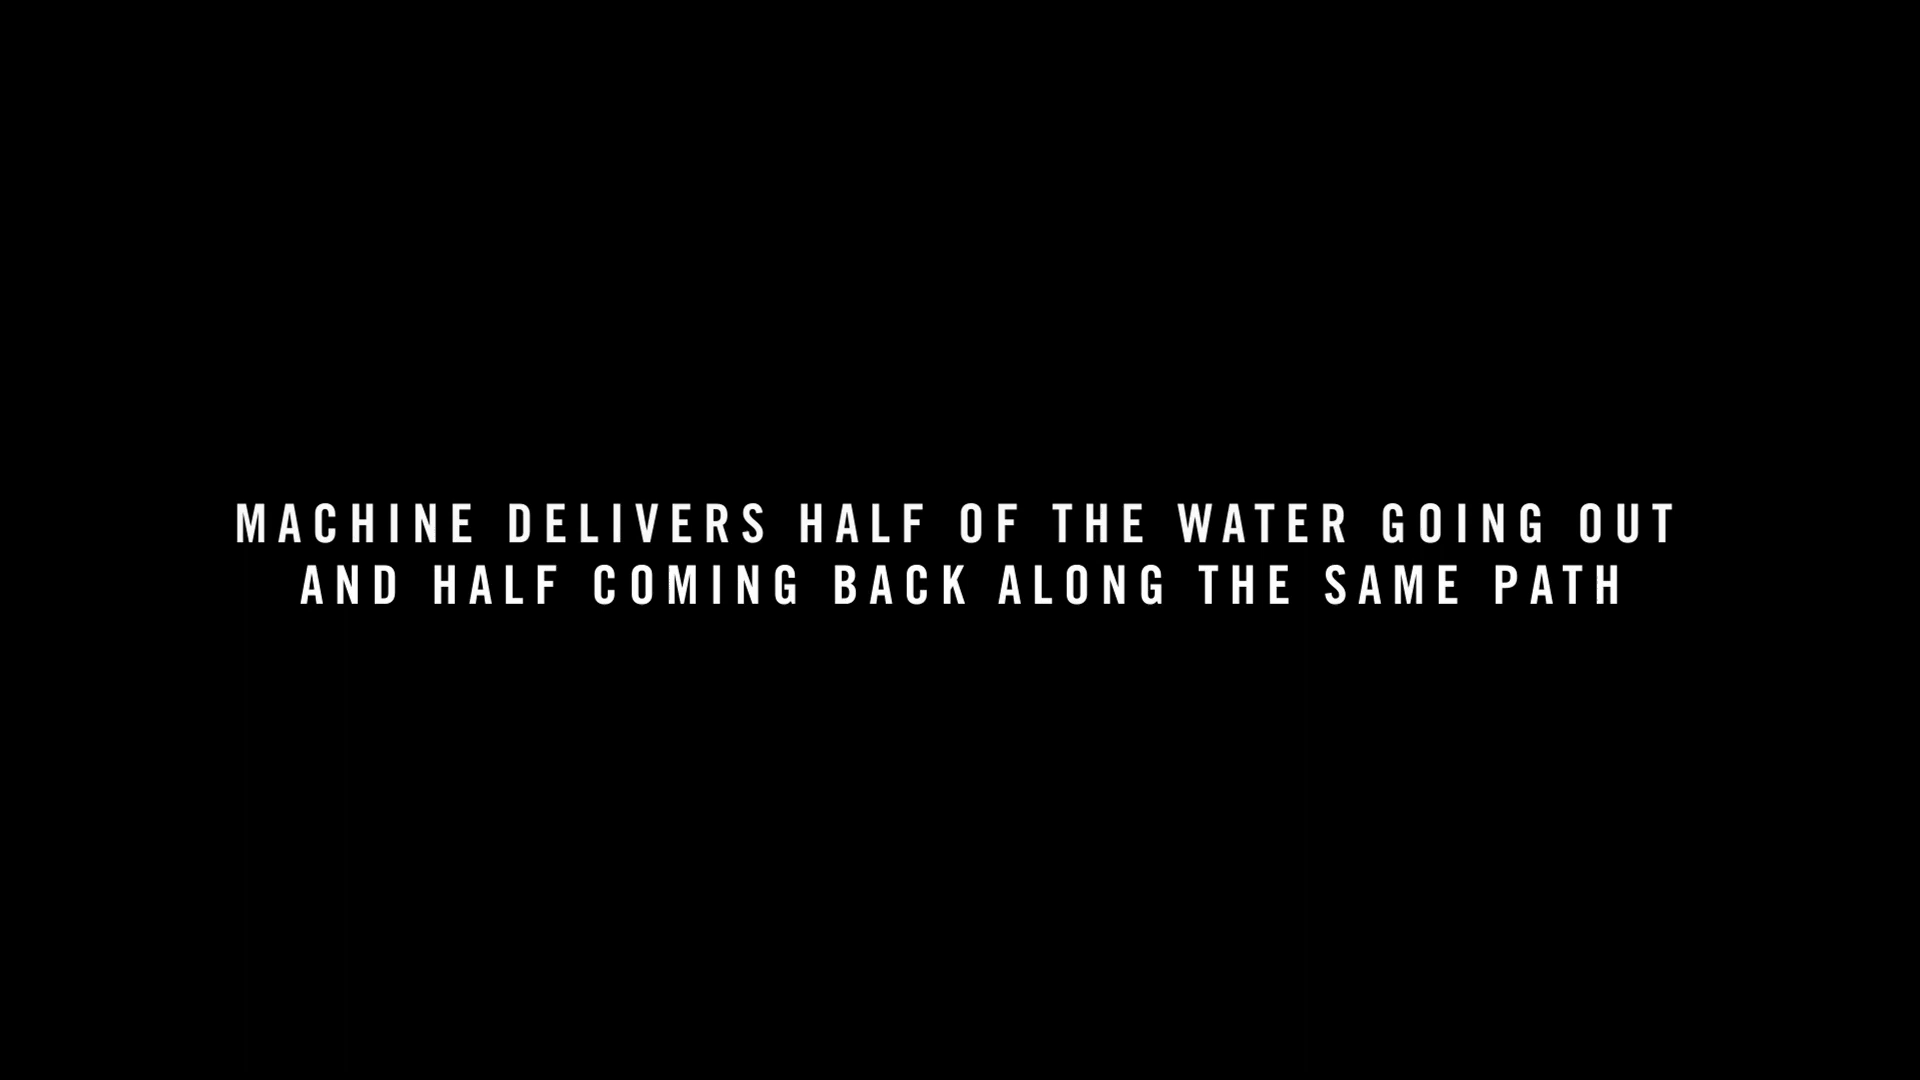 MACHINE DELIVERS HALF OF THE WATER GOING OUT
AND HALF COMING BACK ALONG THE SAME PATH